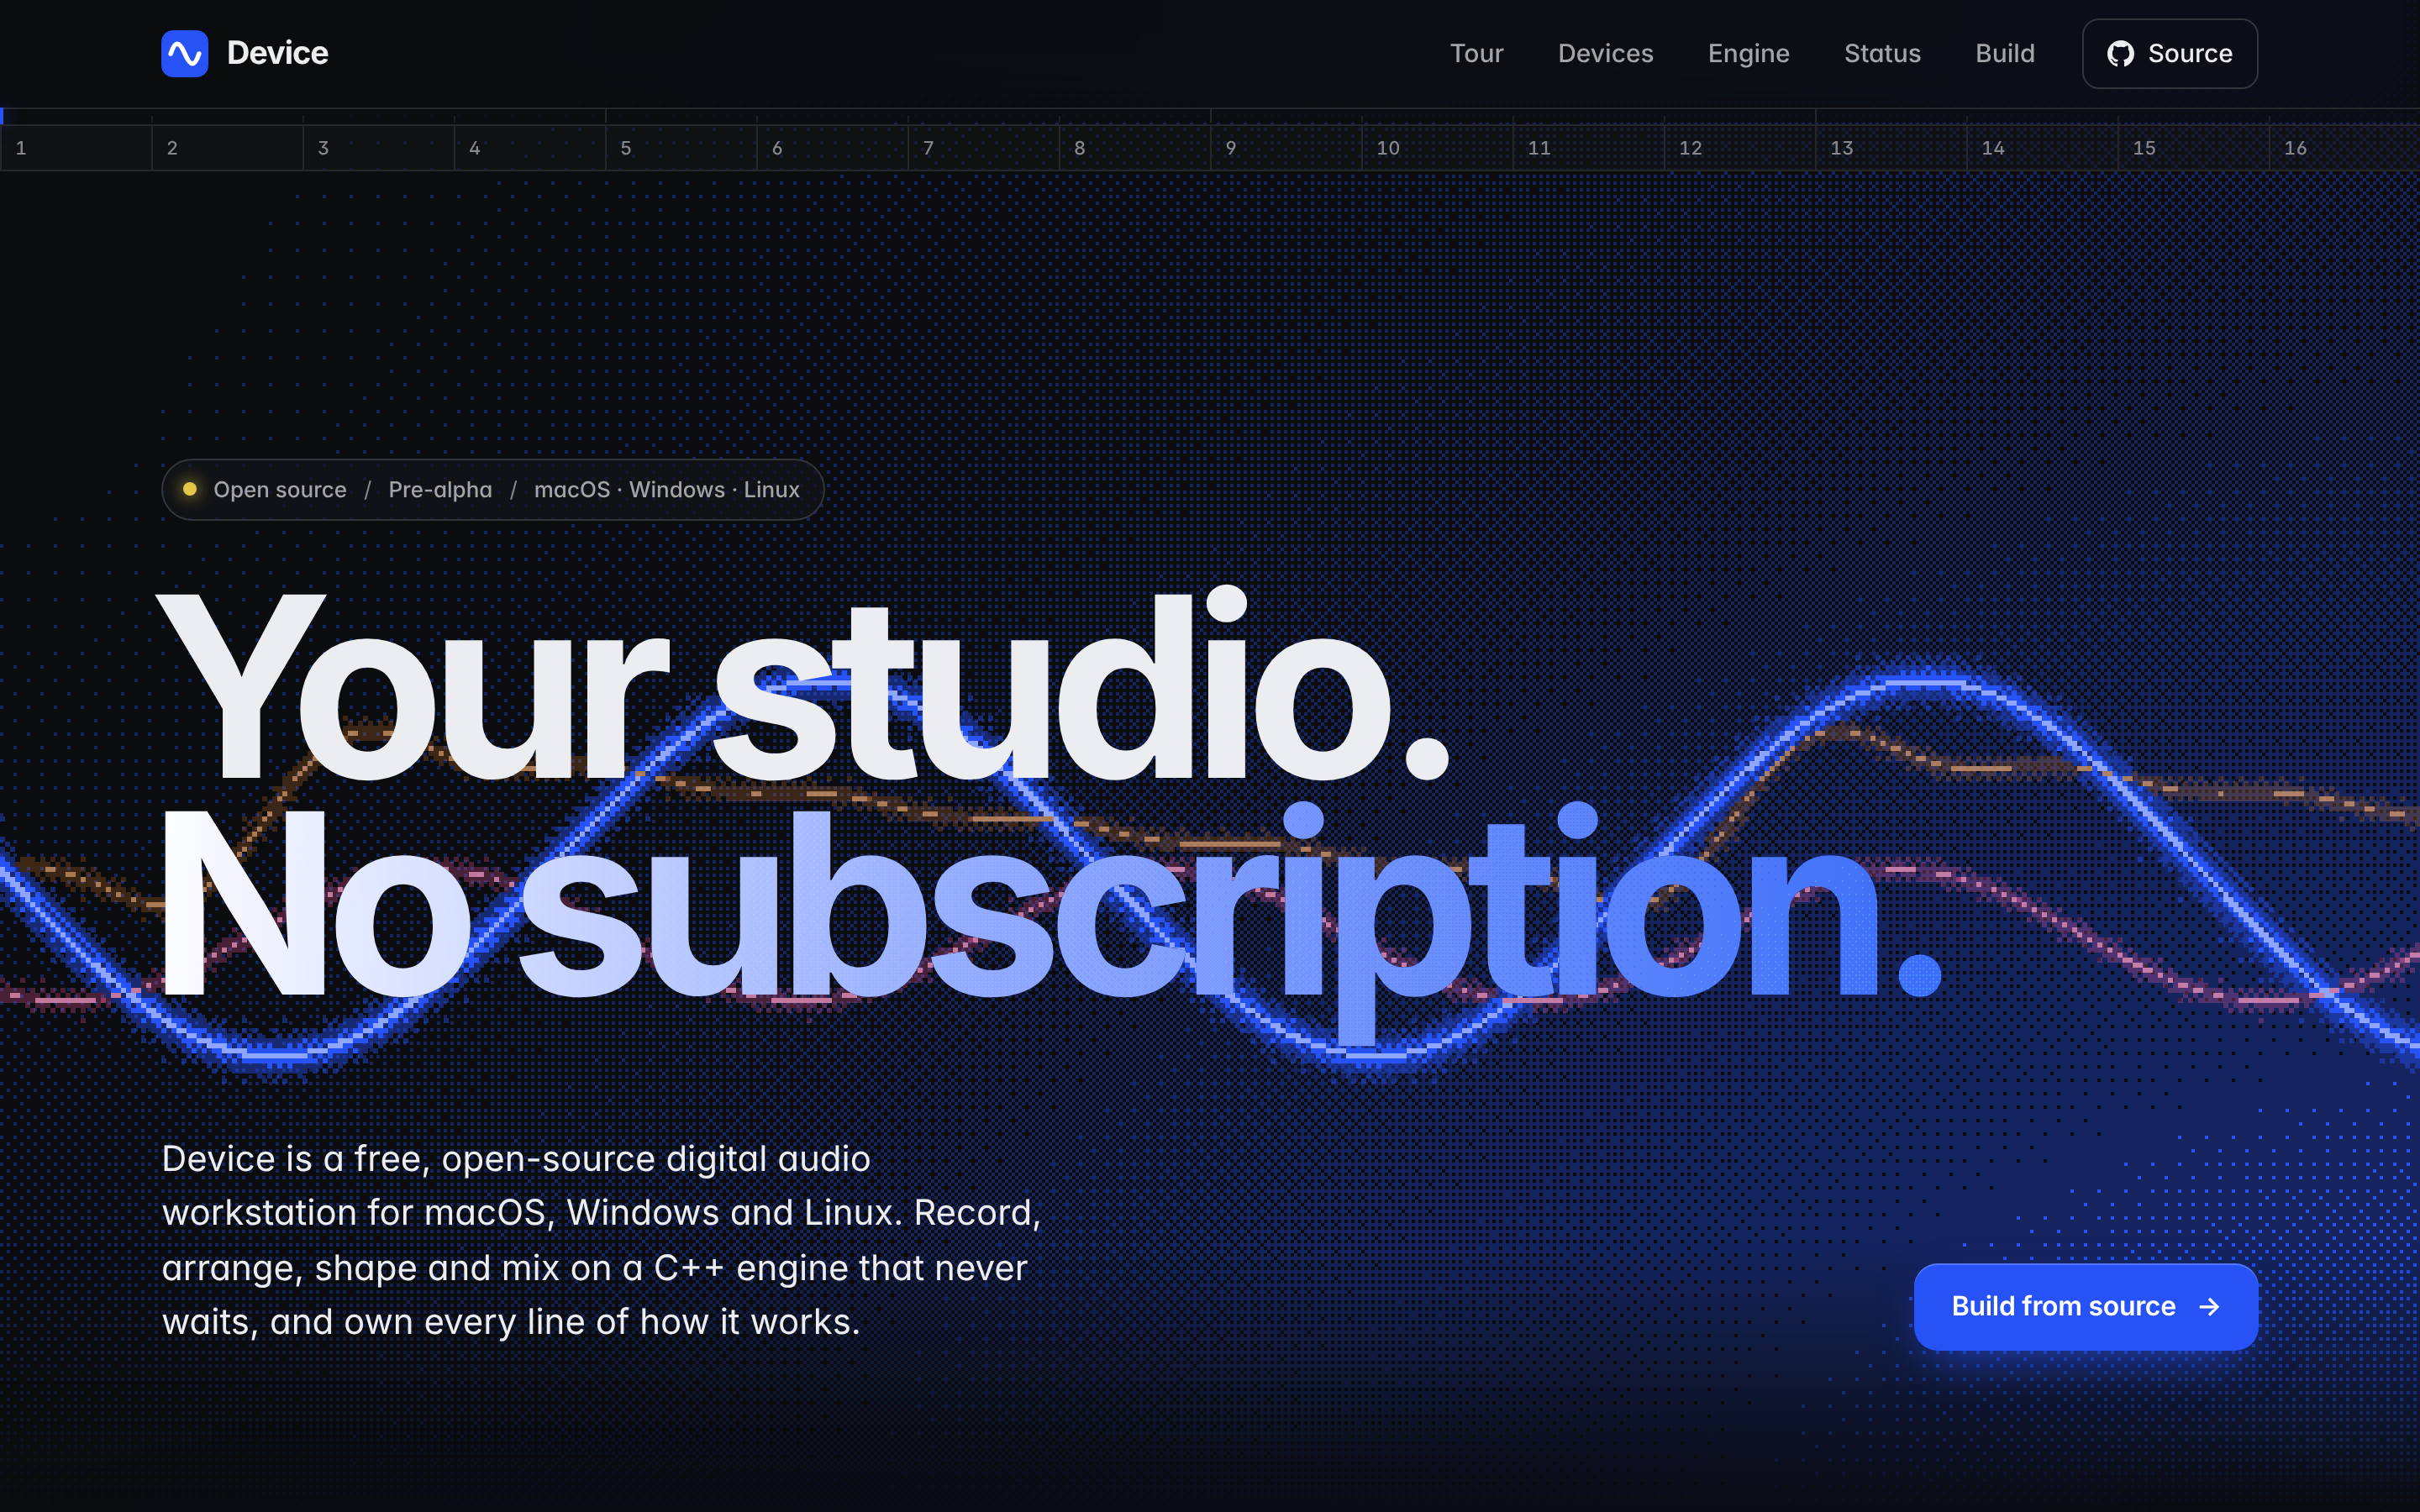 Device
Tour Devices Engine Status Build Source
1 2 3 4 5 6 7 8 9 10 11 12 13 14 15 16
Open source / Pre-alpha / macOS · Windows · Linux
Your studio.
No subscription.
Device is a free, open-source digital audio
workstation for macOS, Windows and Linux. Record,
arrange, shape and mix on a C++ engine that never
waits, and own every line of how it works.
Build from source →